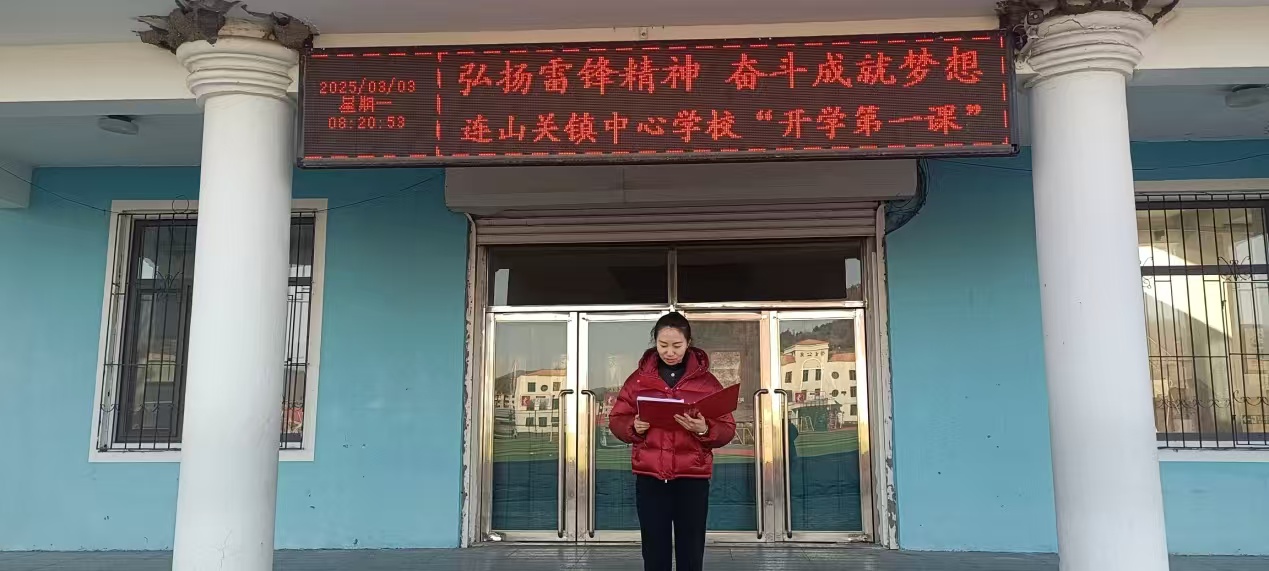 2025/03/03
星期一
08:20:53
弘扬雷锋精神 奋斗成就梦想
连山关镇中心学校“开学第一课”